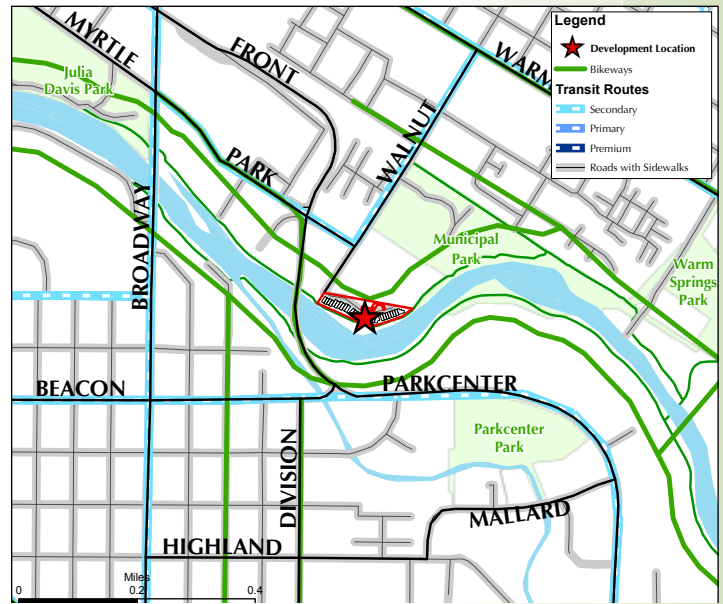 Legend
Development Location
Bikeways
Transit Routes
Secondary
Primary
Premium
Roads with Sidewalks
MYRTLE
FRONT
WARM
Julia
Davis Park
WALNUT
PARK
BROADWAY
Municipal
Park
Warm
Springs
Park
BEACON
PARKCENTER
Parkcenter
Park
DIVISION
MALLARD
HIGHLAND
Miles
0 0.2 0.4